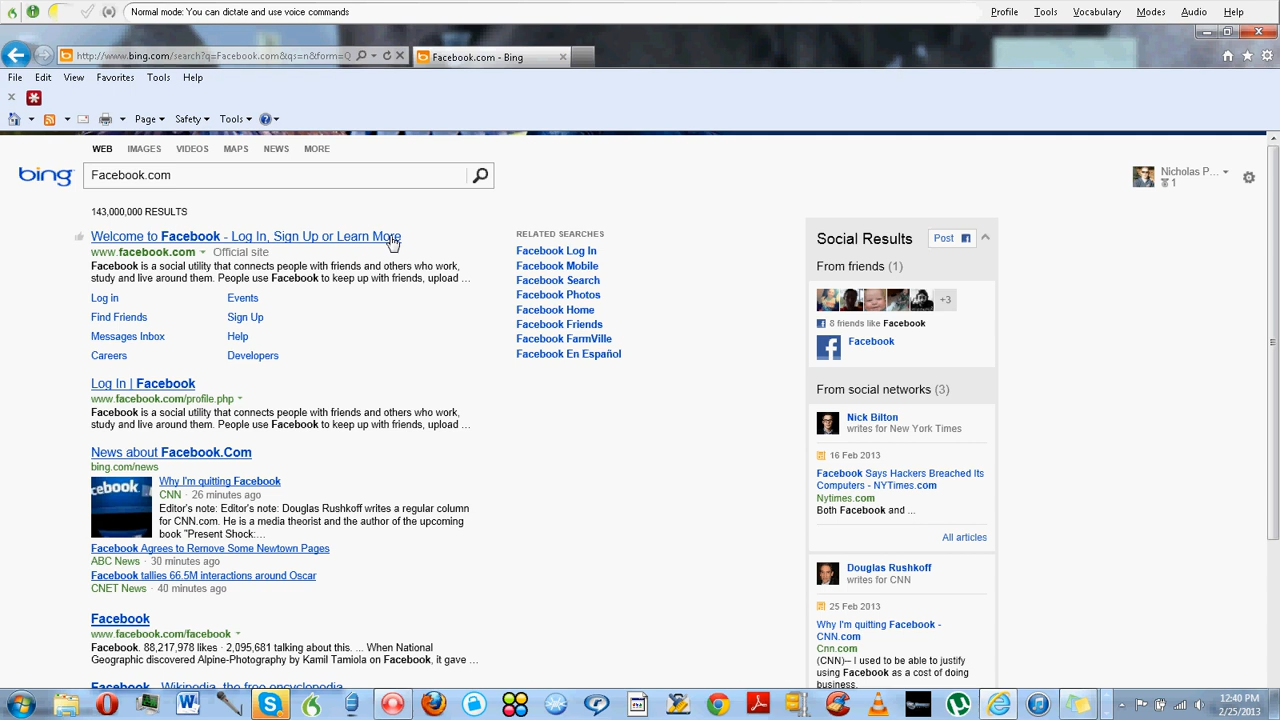 Normal mode: You can dictate and use voice commands
Profile Tools Vocabulary Modes Audio Help
http://www.bing.com/search?q=Facebook.com&qs=n&form=Q
Facebook.com - Bing
File Edit View Favorites Tools Help
Page Safety Tools
WEB IMAGES VIDEOS MAPS NEWS MORE
bing
Facebook.com
Nicholas P...
1
143,000,000 RESULTS
Welcome to Facebook - Log In, Sign Up or Learn More
www.facebook.com Official site
Facebook is a social utility that connects people with friends and others who work,
study and live around them. People use Facebook to keep up with friends, upload ...
Log in Events
Find Friends Sign Up
Messages Inbox Help
Careers Developers
Log In | Facebook
www.facebook.com/profile.php
Facebook is a social utility that connects people with friends and others who work,
study and live around them. People use Facebook to keep up with friends, upload ...
News about Facebook.Com
bing.com/news
cebook
Why I'm quitting Facebook
CNN · 26 minutes ago
Editor's note: Editor's note: Douglas Rushkoff writes a regular column
for CNN.com. He is a media theorist and the author of the upcoming
book "Present Shock:...
Facebook Agrees to Remove Some Newtown Pages
ABC News · 30 minutes ago
Facebook tallies 66.5M interactions around Oscar
CNET News · 40 minutes ago
Facebook
www.facebook.com/facebook
Facebook. 88,217,978 likes · 2,095,681 talking about this. ... When National
Geographic discovered Alpine-Photography by Kamil Tamiola on Facebook, it gave ...
Facebook - Wikipedia, the free encyclopedia
RELATED SEARCHES
Facebook Log In
Facebook Mobile
Facebook Search
Facebook Photos
Facebook Home
Facebook Friends
Facebook FarmVille
Facebook En Español
Social Results Post
From friends (1)
+3
8 friends like Facebook
Facebook
From social networks (3)
Nick Bilton
writes for New York Times
16 Feb 2013
Facebook Says Hackers Breached Its
Computers - NYTimes.com
Nytimes.com
Both Facebook and ...
All articles
Douglas Rushkoff
writes for CNN
25 Feb 2013
Why I'm quitting Facebook -
CNN.com
Cnn.com
(CNN)-- I used to be able to justify
using Facebook as a cost of doing
business.
12:40 PM
2/25/2013